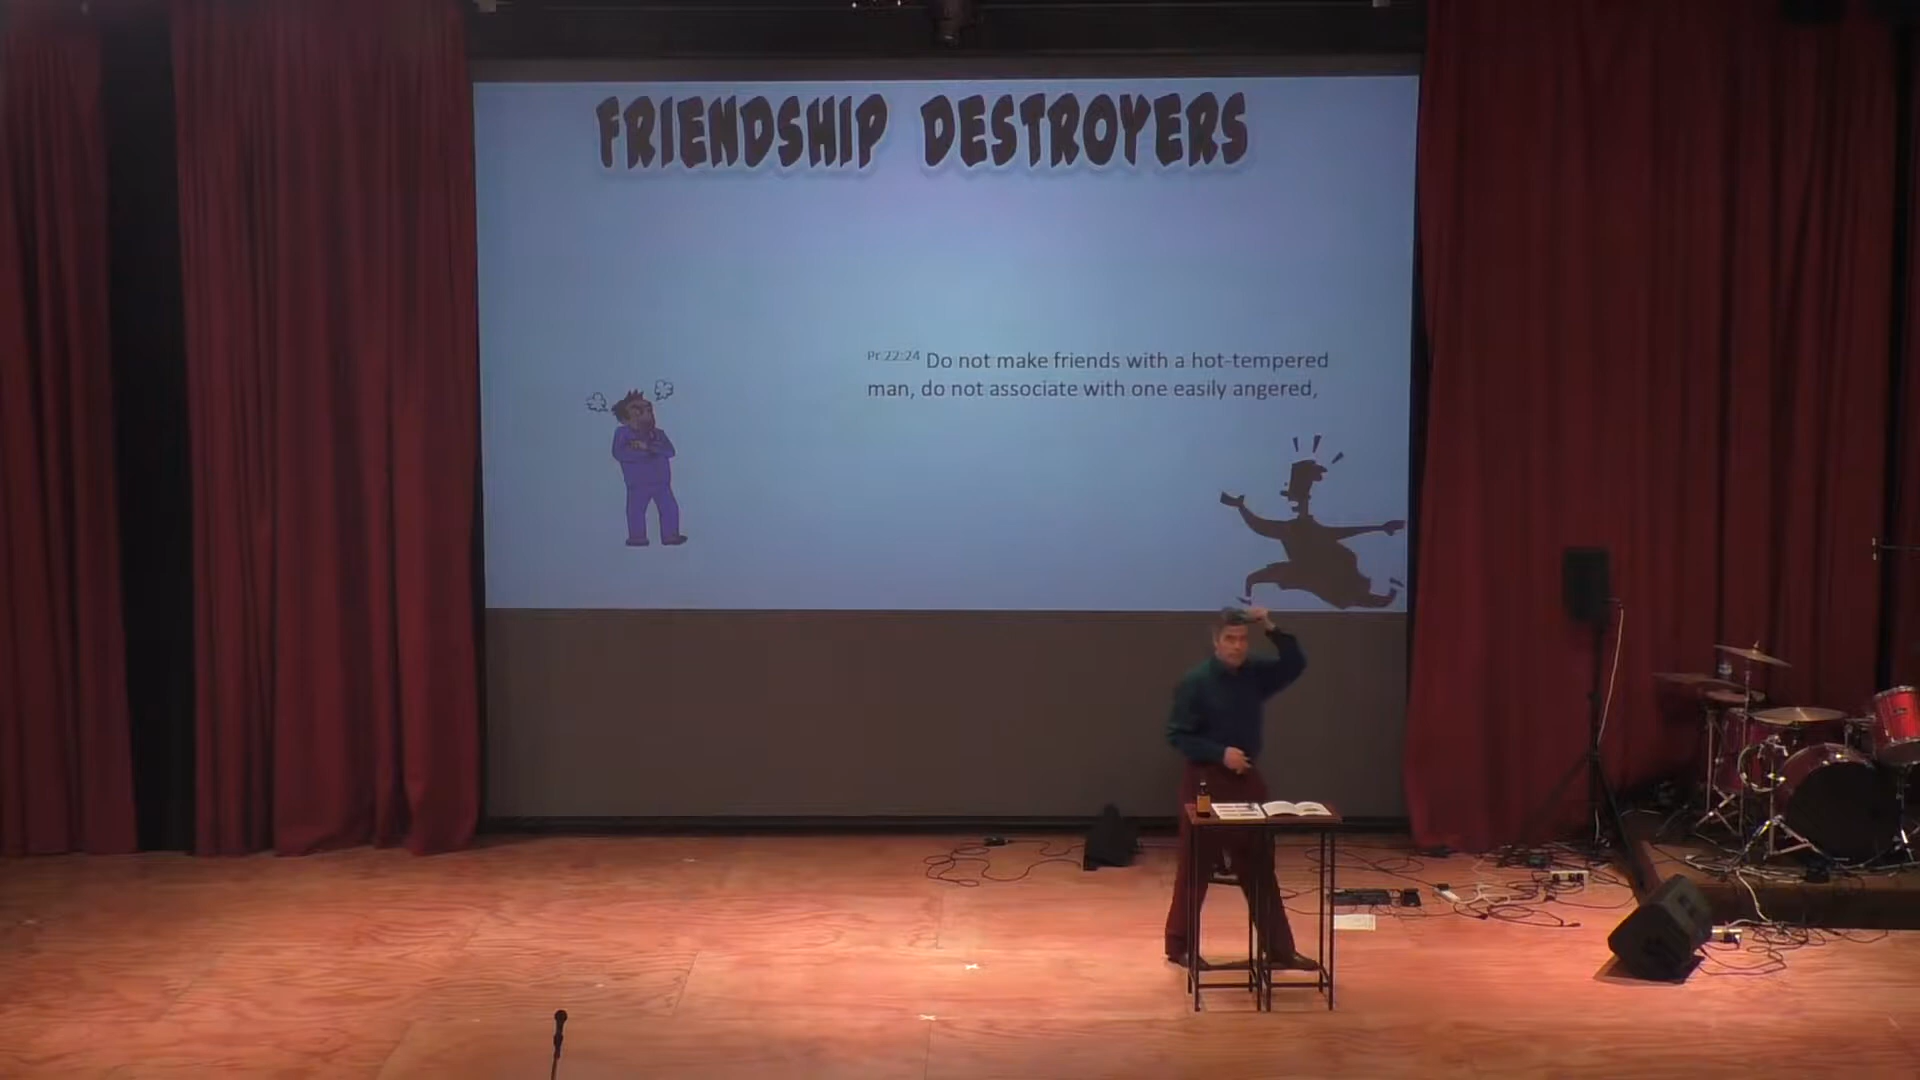 FRIENDSHIP DESTROYERS
Pr 22:24 Do not make friends with a hot-tempered
man, do not associate with one easily angered,